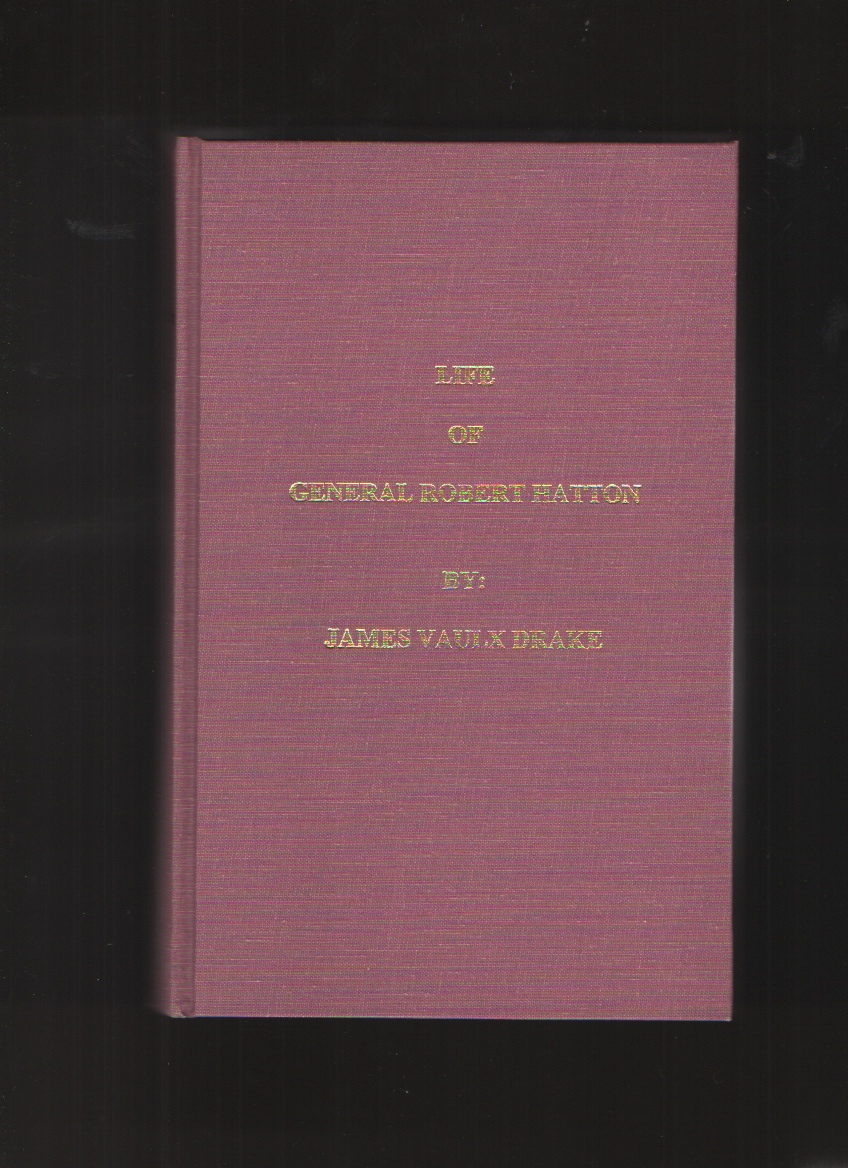 LIFE
OF
GENERAL ROBERT HATTON
BY:
JAMES VAULX DRAKE